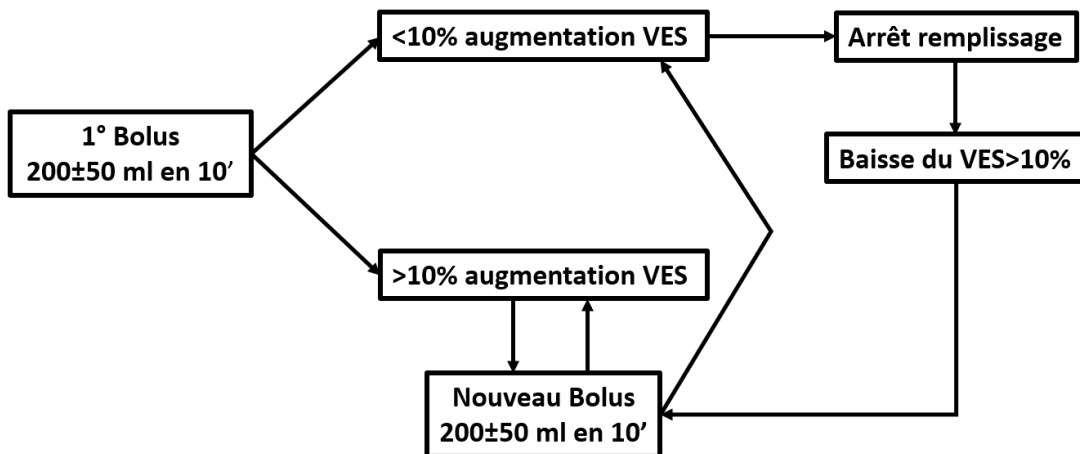 <10% augmentation VES
Arrêt remplissage
1° Bolus
200±50 ml en 10’
Baisse du VES>10%
>10% augmentation VES
Nouveau Bolus
200±50 ml en 10’